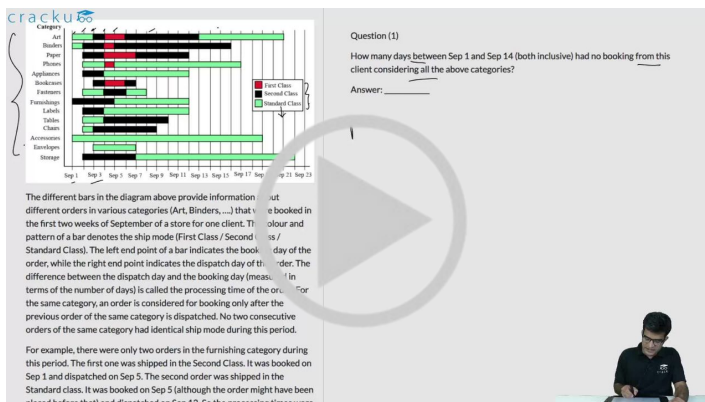 cracku
Category
Art
Binders
Paper
Phones
Appliances
Bookcases
Fasteners
Furnishings
Labels
Tables
Chairs
Accessories
Envelopes
Storage
First Class
Second Class
Standard Class
Sep 1 Sep 3 Sep 5 Sep 7 Sep 9 Sep 11 Sep 13 Sep 15 Sep 17 Sep Sep 21 Sep 23
The different bars in the diagram above provide information about
different orders in various categories (Art, Binders, ....) that were booked in
the first two weeks of September of a store for one client. The colour and
pattern of a bar denotes the ship mode (First Class / Second Class /
Standard Class). The left end point of a bar indicates the booking day of the
order, while the right end point indicates the dispatch day of the order. The
difference between the dispatch day and the booking day (measured in
terms of the number of days) is called the processing time of the order. For
the same category, an order is considered for booking only after the
previous order of the same category is dispatched. No two consecutive
orders of the same category had identical ship mode during this period.
For example, there were only two orders in the furnishing category during
this period. The first one was shipped in the Second Class. It was booked on
Sep 1 and dispatched on Sep 5. The second order was shipped in the
Standard class. It was booked on Sep 5 (although the order might have been
Question (1)
How many days between Sep 1 and Sep 14 (both inclusive) had no booking from this
client considering all the above categories?
Answer: ________